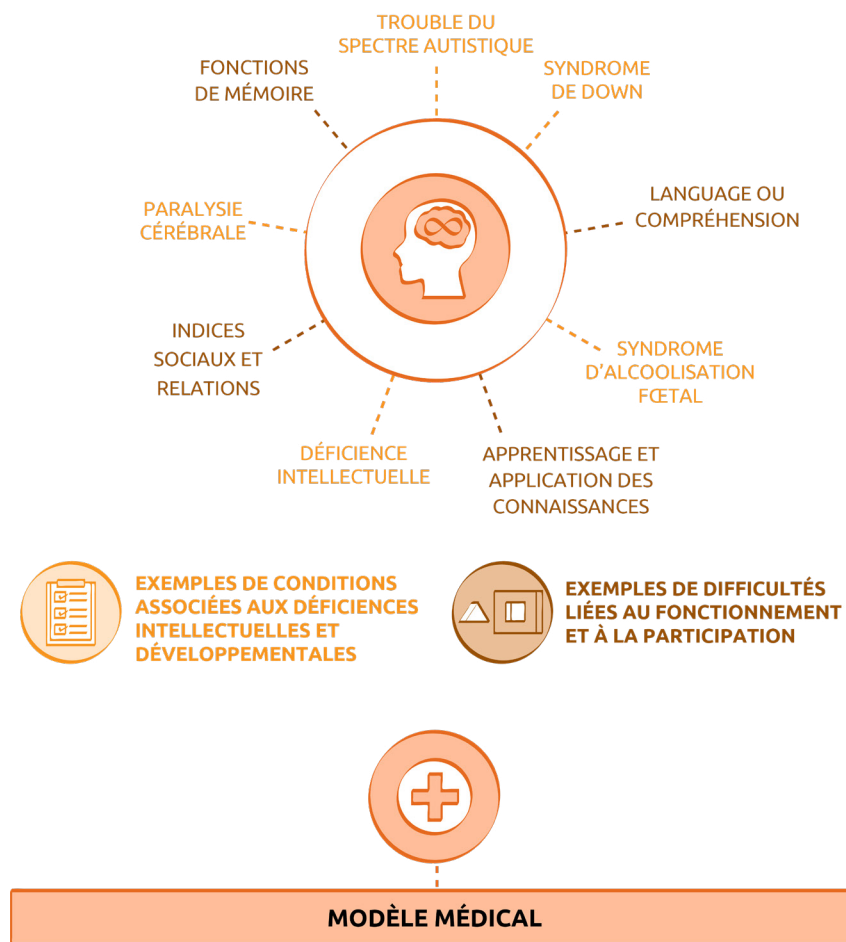 TROUBLE DU
SPECTRE AUTISTIQUE
SYNDROME
DE DOWN
FONCTIONS
DE MÉMOIRE
LANGUAGE OU
COMPRÉHENSION
PARALYSIE
CÉRÉBRALE
INDICES
SOCIAUX ET
RELATIONS
SYNDROME
D'ALCOOLISATION
FŒTAL
DÉFICIENCE
INTELLECTUELLE
APPRENTISSAGE ET
APPLICATION DES
CONNAISSANCES
EXEMPLES DE CONDITIONS
ASSOCIÉES AUX DÉFICIENCES
INTELLECTUELLES ET
DÉVELOPPEMENTALES
EXEMPLES DE DIFFICULTÉS
LIÉES AU FONCTIONNEMENT
ET À LA PARTICIPATION
MODÈLE MÉDICAL